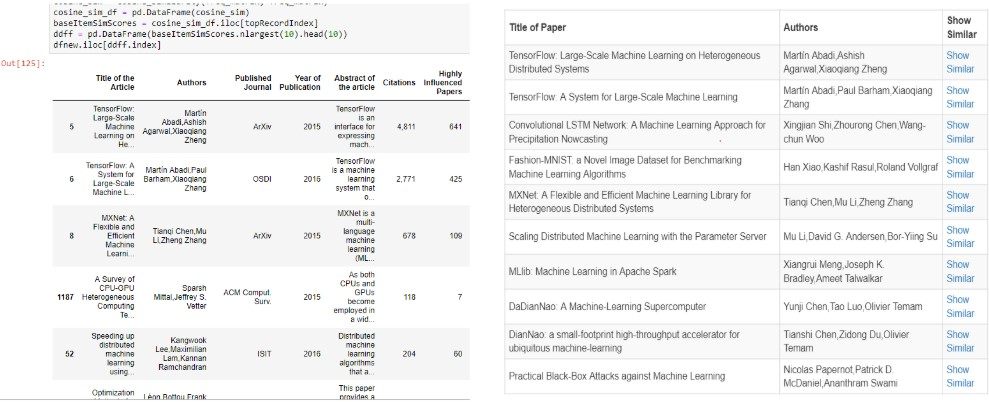 cosine_sim_df = pd.DataFrame(cosine_sim)
baseItemSimScores = cosine_sim_df.iloc[topRecordIndex]
ddff = pd.DataFrame(baseItemSimScores.nlargest(10).head(10))
dfnew.iloc[ddff.index]
Out[125]:
Title of the Article Authors Published Journal Year of Publication Abstract of the article Citations Highly Influenced Papers
5 TensorFlow: Large-Scale Machine Learning on He... Martín Abadi,Ashish Agarwal,Xiaoqiang Zheng ArXiv 2015 TensorFlow is an interface for expressing mach... 4,811 641
6 TensorFlow: A System for Large-Scale Machine L... Martín Abadi,Paul Barham,Xiaoqiang Zhang OSDI 2016 TensorFlow is a machine learning system that o... 2,771 425
8 MXNet: A Flexible and Efficient Machine Learni... Tianqi Chen,Mu Li,Zheng Zhang ArXiv 2015 MXNet is a multi-language machine learning (ML... 678 109
1187 A Survey of CPU-GPU Heterogeneous Computing Te... Sparsh Mittal,Jeffrey S. Vetter ACM Comput. Surv. 2015 As both CPUs and GPUs become employed in a wid... 118 7
52 Speeding up distributed machine learning using... Kangwook Lee,Maximilian Lam,Kannan Ramchandran ISIT 2016 Distributed machine learning algorithms that a... 204 60
Optimization
Léon Bottou,Frank
This paper provides a
Title of Paper Authors Show Similar
TensorFlow: Large-Scale Machine Learning on Heterogeneous Distributed Systems Martín Abadi,Ashish Agarwal,Xiaoqiang Zheng Show Similar
TensorFlow: A System for Large-Scale Machine Learning Martín Abadi,Paul Barham,Xiaoqiang Zhang Show Similar
Convolutional LSTM Network: A Machine Learning Approach for Precipitation Nowcasting Xingjian Shi,Zhourong Chen,Wang-chun Woo Show Similar
Fashion-MNIST: a Novel Image Dataset for Benchmarking Machine Learning Algorithms Han Xiao,Kashif Rasul,Roland Vollgraf Show Similar
MXNet: A Flexible and Efficient Machine Learning Library for Heterogeneous Distributed Systems Tianqi Chen,Mu Li,Zheng Zhang Show Similar
Scaling Distributed Machine Learning with the Parameter Server Mu Li,David G. Andersen,Bor-Yiing Su Show Similar
MLlib: Machine Learning in Apache Spark Xiangrui Meng,Joseph K. Bradley,Ameet Talwalkar Show Similar
DaDianNao: A Machine-Learning Supercomputer Yunji Chen,Tao Luo,Olivier Temam Show Similar
DianNao: a small-footprint high-throughput accelerator for ubiquitous machine-learning Tianshi Chen,Zidong Du,Olivier Temam Show Similar
Practical Black-Box Attacks against Machine Learning Nicolas Papernot,Patrick D. McDaniel,Ananthram Swami Show Similar